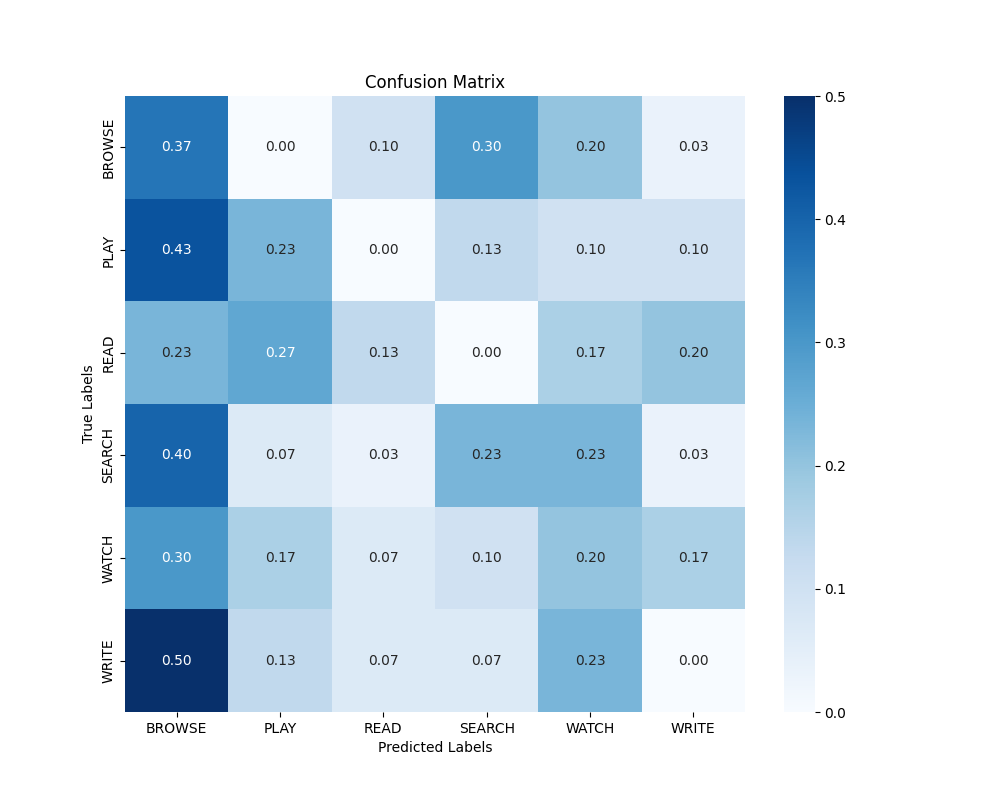 Confusion Matrix
True Labels
BROWSE 0.37 0.00 0.10 0.30 0.20 0.03
PLAY 0.43 0.23 0.00 0.13 0.10 0.10
READ 0.23 0.27 0.13 0.00 0.17 0.20
SEARCH 0.40 0.07 0.03 0.23 0.23 0.03
WATCH 0.30 0.17 0.07 0.10 0.20 0.17
WRITE 0.50 0.13 0.07 0.07 0.23 0.00
BROWSE PLAY READ SEARCH WATCH WRITE
Predicted Labels
0.5
0.4
0.3
0.2
0.1
0.0